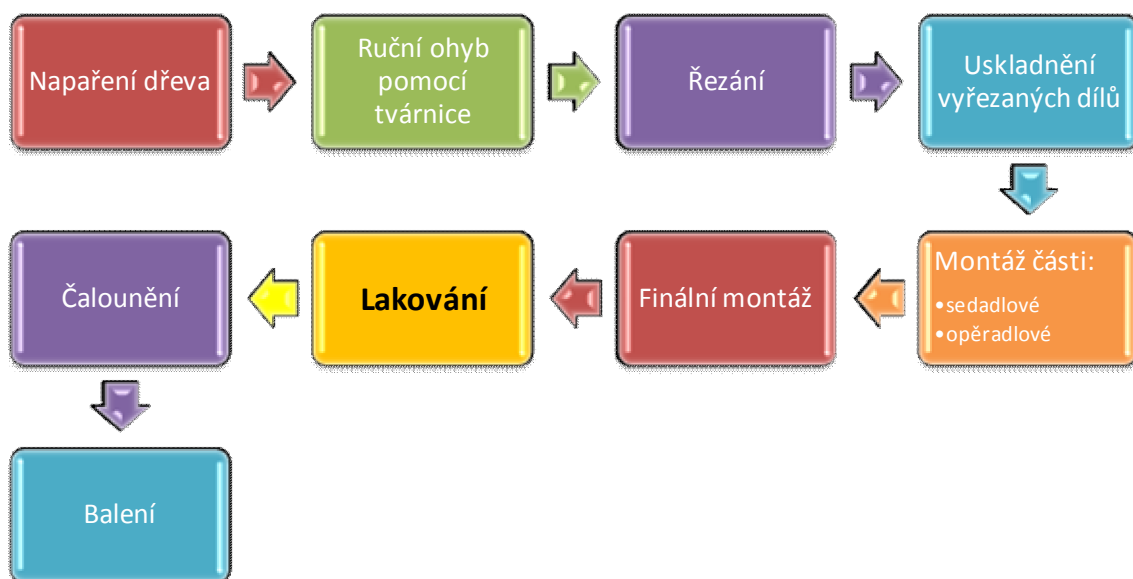 Napaření dřeva
Ruční ohyb
pomocí
tvárnice
Řezání
Uskladnění
vyřezaných dílů
Montáž části:
•sedadlové
•opěradlové
Finální montáž
Lakování
Čalounění
Balení